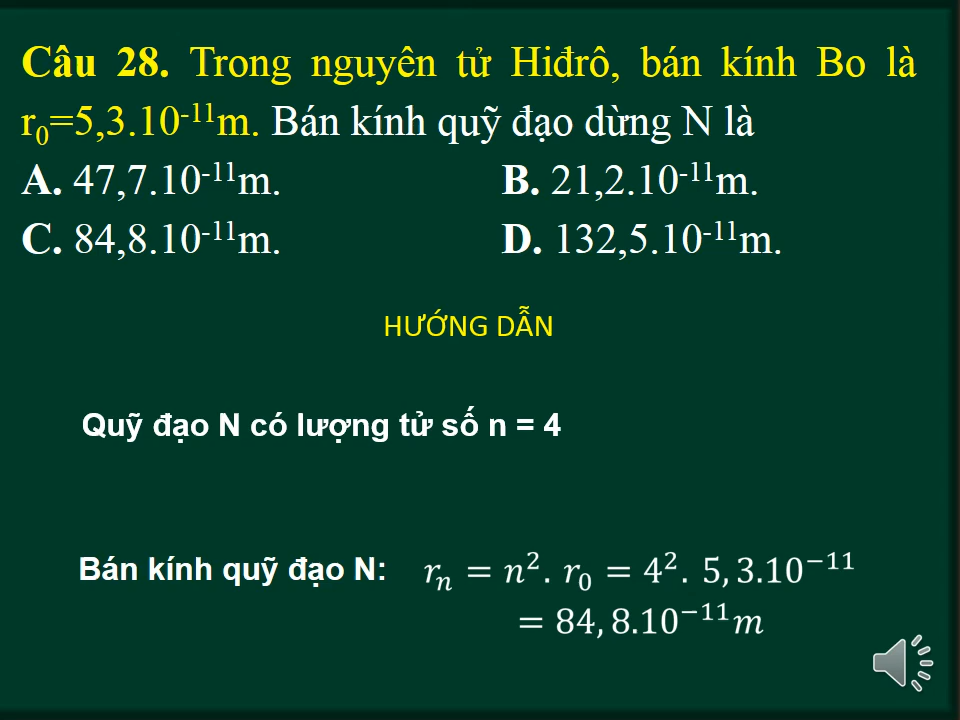 Câu 28. Trong nguyên tử Hiđrô, bán kính Bo là
r₀=5,3.10⁻¹¹m. Bán kính quỹ đạo dừng N là
A. 47,7.10⁻¹¹m. B. 21,2.10⁻¹¹m.
C. 84,8.10⁻¹¹m. D. 132,5.10⁻¹¹m.
HƯỚNG DẪN
Quỹ đạo N có lượng tử số n = 4
Bán kính quỹ đạo N: rₙ = n². r₀ = 4². 5,3.10⁻¹¹
= 84,8.10⁻¹¹m